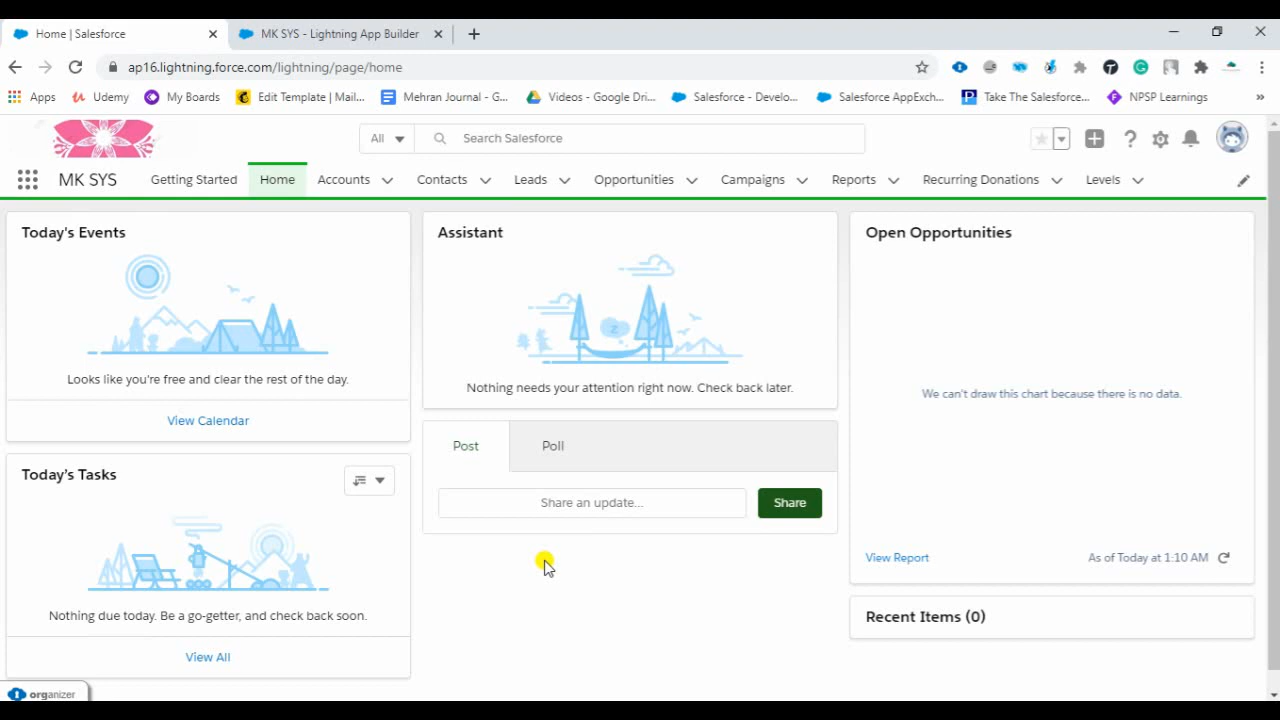 Home | Salesforce
MK SYS - Lightning App Builder
ap16.lightning.force.com/lightning/page/home
Apps
Udemy
My Boards
Edit Template | Mail...
Mehran Journal - G...
Videos - Google Dri...
Salesforce - Develo...
Salesforce AppExch...
Take The Salesforce...
NPSP Learnings
»
All
Search Salesforce
MK SYS
Getting Started
Home
Accounts
Contacts
Leads
Opportunities
Campaigns
Reports
Recurring Donations
Levels
Today's Events
Looks like you're free and clear the rest of the day.
View Calendar
Today's Tasks
Nothing due today. Be a go-getter, and check back soon.
View All
Assistant
z
Nothing needs your attention right now. Check back later.
Post
Poll
Share an update...
Share
Open Opportunities
We can't draw this chart because there is no data.
View Report
As of Today at 1:10 AM
Recent Items (0)
organizer